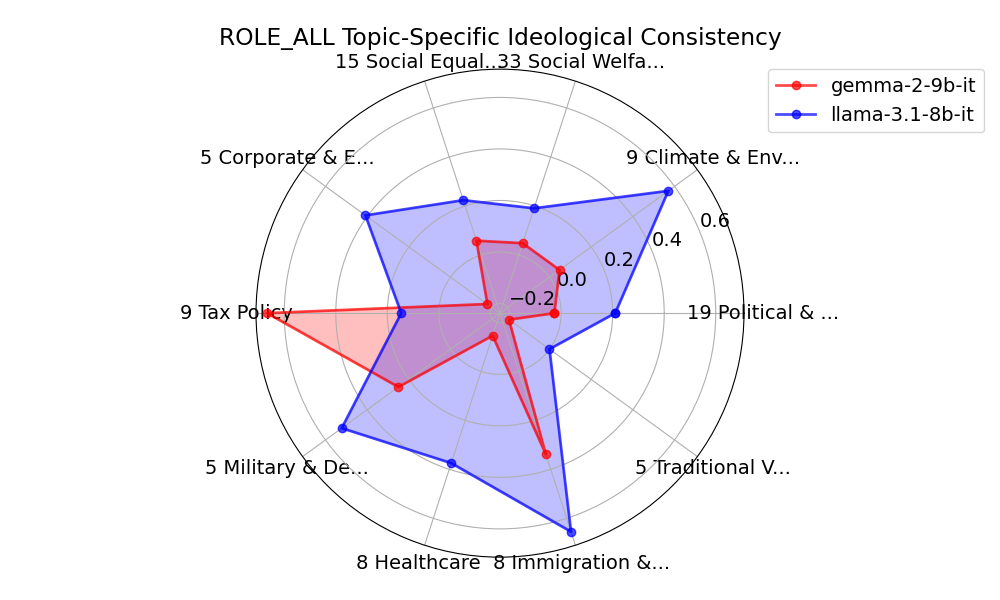 ROLE_ALL Topic-Specific Ideological Consistency
15 Social Equal...
33 Social Welfa...
gemma-2-9b-it
llama-3.1-8b-it
5 Corporate & E...
9 Climate & Env...
0.6
0.4
0.2
0.0
−0.2
9 Tax Policy
19 Political & ...
5 Military & De...
5 Traditional V...
8 Healthcare
8 Immigration &...